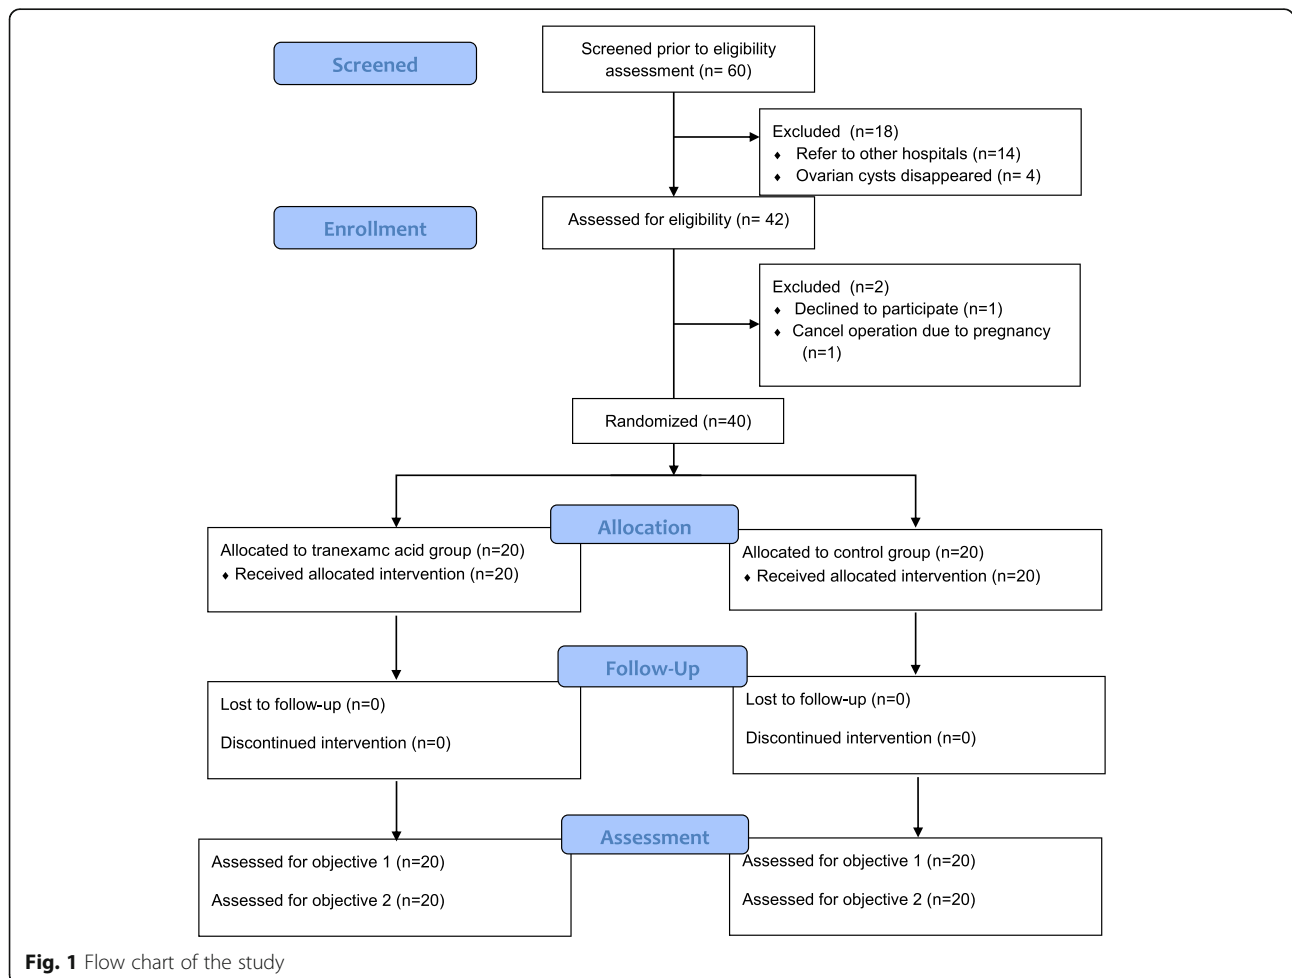 Screened
Screened prior to eligibility
assessment (n= 60)
Excluded (n=18)
♦ Refer to other hospitals (n=14)
♦ Ovarian cysts disappeared (n= 4)
Enrollment
Assessed for eligibility (n= 42)
Excluded (n=2)
♦ Declined to participate (n=1)
♦ Cancel operation due to pregnancy
(n=1)
Randomized (n=40)
Allocation
Allocated to tranexamc acid group (n=20)
♦ Received allocated intervention (n=20)
Allocated to control group (n=20)
♦ Received allocated intervention (n=20)
Follow-Up
Lost to follow-up (n=0)
Discontinued intervention (n=0)
Lost to follow-up (n=0)
Discontinued intervention (n=0)
Assessment
Assessed for objective 1 (n=20)
Assessed for objective 2 (n=20)
Assessed for objective 1 (n=20)
Assessed for objective 2 (n=20)
Fig. 1 Flow chart of the study